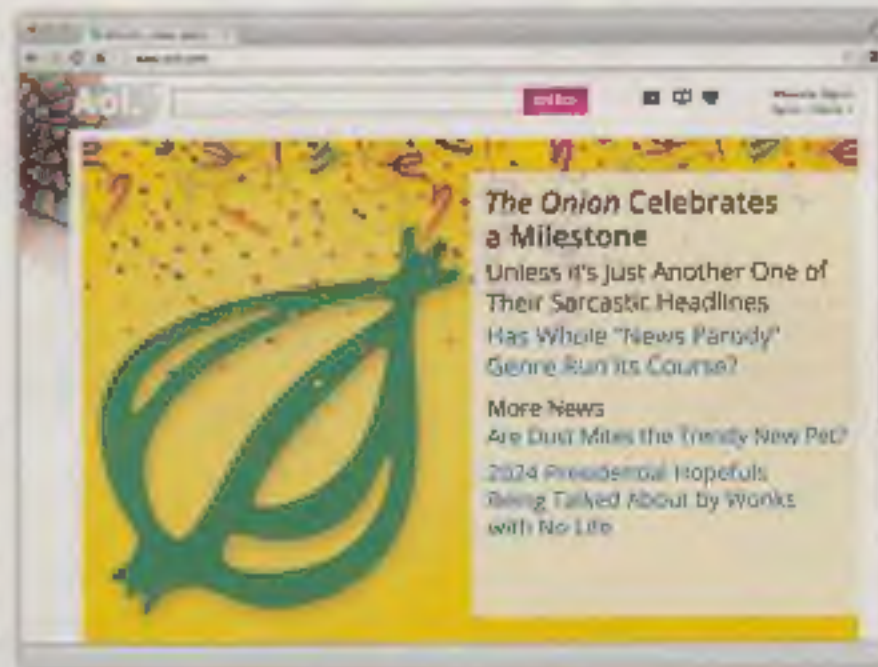 Aol.
The Onion Celebrates
a Milestone
Unless it's Just Another One of
Their Sarcastic Headlines
Has Whole "News Parody"
Genre Run its Course?
More News
Are Dust Mites the Trendy New Pet?
2024 Presidential Hopefuls
Being Talked About by Wonks
with No Life